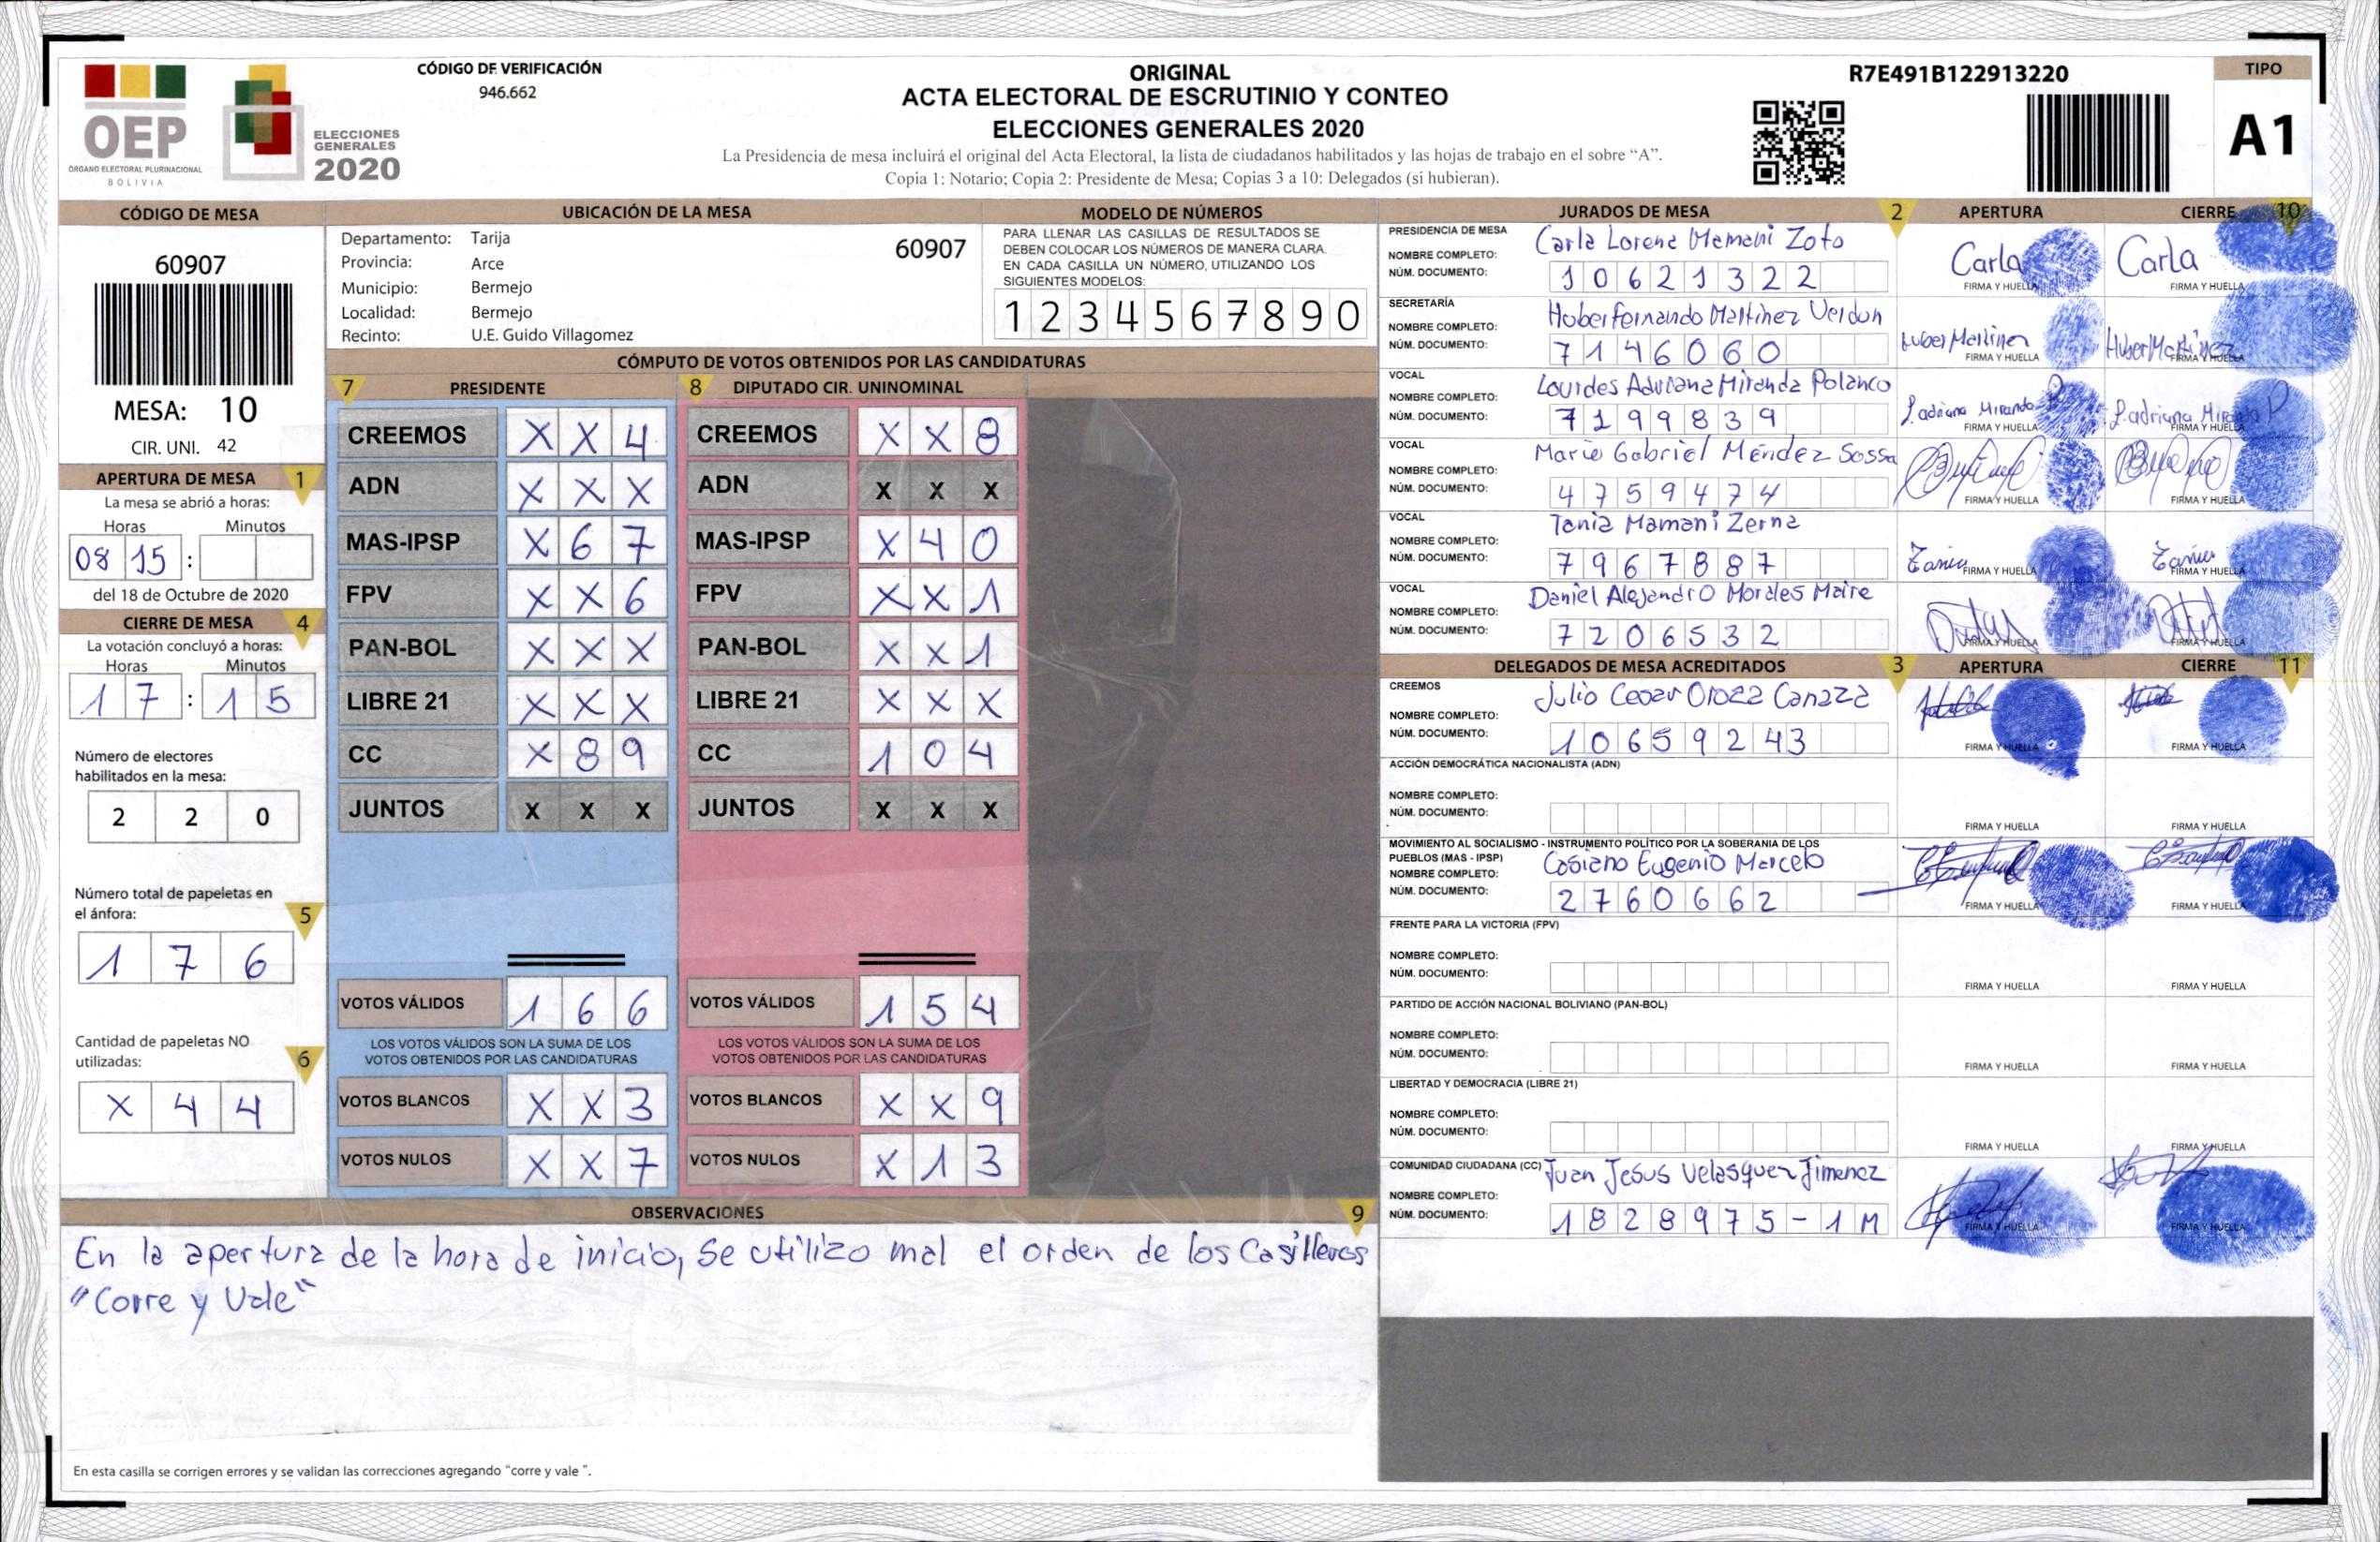 OEP
ÓRGANO ELECTORAL PLURINACIONAL
BOLIVIA
ELECCIONES
GENERALES
2020
CÓDIGO DE VERIFICACIÓN
946.662
ORIGINAL
ACTA ELECTORAL DE ESCRUTINIO Y CONTEO
ELECCIONES GENERALES 2020
La Presidencia de mesa incluirá el original del Acta Electoral, la lista de ciudadanos habilitados y las hojas de trabajo en el sobre “A”.
Copia 1: Notario; Copia 2: Presidente de Mesa; Copias 3 a 10: Delegados (si hubieran).
R7E491B122913220
TIPO
A1
CÓDIGO DE MESA
60907
MESA: 10
CIR. UNI. 42
APERTURA DE MESA 1
La mesa se abrió a horas:
Horas Minutos
08 15 :
del 18 de Octubre de 2020
CIERRE DE MESA 4
La votación concluyó a horas:
Horas Minutos
1 7 : 1 5
Número de electores
habilitados en la mesa:
2 2 0
Número total de papeletas en
el ánfora: 5
1 7 6
Cantidad de papeletas NO
utilizadas: 6
X 4 4
UBICACIÓN DE LA MESA
Departamento: Tarija 60907
Provincia: Arce
Municipio: Bermejo
Localidad: Bermejo
Recinto: U.E. Guido Villagomez
MODELO DE NÚMEROS
PARA LLENAR LAS CASILLAS DE RESULTADOS SE
DEBEN COLOCAR LOS NÚMEROS DE MANERA CLARA.
EN CADA CASILLA UN NÚMERO, UTILIZANDO LOS
SIGUIENTES MODELOS:
1 2 3 4 5 6 7 8 9 0
CÓMPUTO DE VOTOS OBTENIDOS POR LAS CANDIDATURAS
7 PRESIDENTE 8 DIPUTADO CIR. UNINOMINAL
CREEMOS X X 4 CREEMOS X X 8
ADN X X X ADN X X X
MAS-IPSP X 6 7 MAS-IPSP X 4 0
FPV X X 6 FPV X X 1
PAN-BOL X X X PAN-BOL X X 1
LIBRE 21 X X X LIBRE 21 X X X
CC X 8 9 CC 1 0 4
JUNTOS X X X JUNTOS X X X
VOTOS VÁLIDOS 1 6 6 VOTOS VÁLIDOS 1 5 4
LOS VOTOS VÁLIDOS SON LA SUMA DE LOS LOS VOTOS VÁLIDOS SON LA SUMA DE LOS
VOTOS OBTENIDOS POR LAS CANDIDATURAS VOTOS OBTENIDOS POR LAS CANDIDATURAS
VOTOS BLANCOS X X 3 VOTOS BLANCOS X X 9
VOTOS NULOS X X 7 VOTOS NULOS X 1 3
OBSERVACIONES 9
En la apertura de la hora de inicio, se utilizo mal el orden de los Casilleros
"Corre y Vale"
En esta casilla se corrigen errores y se validan las correcciones agregando “corre y vale ”.
JURADOS DE MESA 2 APERTURA CIERRE 10
PRESIDENCIA DE MESA
NOMBRE COMPLETO: Carla Lorena Mamani Zoto Carla Carla
NÚM. DOCUMENTO: 10621322 FIRMA Y HUELLA FIRMA Y HUELLA
SECRETARÍA
NOMBRE COMPLETO: Huber fernando Martinez Verdun Huber Martinez Huber Martinez
NÚM. DOCUMENTO: 7146060 FIRMA Y HUELLA FIRMA Y HUELLA
VOCAL
NOMBRE COMPLETO: Lourdes Adriana Miranda Polanco L. adriana Miranda L. adriana Miranda
NÚM. DOCUMENTO: 7199839 FIRMA Y HUELLA FIRMA Y HUELLA
VOCAL
NOMBRE COMPLETO: Mario Gabriel Méndez Sossa
NÚM. DOCUMENTO: 4759474 FIRMA Y HUELLA FIRMA Y HUELLA
VOCAL
NOMBRE COMPLETO: Tania Mamani Zerna
NÚM. DOCUMENTO: 7967887 FIRMA Y HUELLA FIRMA Y HUELLA
VOCAL
NOMBRE COMPLETO: Daniel Alejandro Morales Maire
NÚM. DOCUMENTO: 7206532 FIRMA Y HUELLA FIRMA Y HUELLA
DELEGADOS DE MESA ACREDITADOS 3 APERTURA CIERRE 11
CREEMOS
NOMBRE COMPLETO: Julio Cesar Oroza Canaza
NÚM. DOCUMENTO: 10659243 FIRMA Y HUELLA FIRMA Y HUELLA
ACCIÓN DEMOCRÁTICA NACIONALISTA (ADN)
NOMBRE COMPLETO:
NÚM. DOCUMENTO: FIRMA Y HUELLA FIRMA Y HUELLA
MOVIMIENTO AL SOCIALISMO - INSTRUMENTO POLÍTICO POR LA SOBERANIA DE LOS
PUEBLOS (MAS - IPSP)
NOMBRE COMPLETO: Casiano Eugenio Marcelo
NÚM. DOCUMENTO: 2760662 FIRMA Y HUELLA FIRMA Y HUELLA
FRENTE PARA LA VICTORIA (FPV)
NOMBRE COMPLETO:
NÚM. DOCUMENTO: FIRMA Y HUELLA FIRMA Y HUELLA
PARTIDO DE ACCIÓN NACIONAL BOLIVIANO (PAN-BOL)
NOMBRE COMPLETO:
NÚM. DOCUMENTO: FIRMA Y HUELLA FIRMA Y HUELLA
LIBERTAD Y DEMOCRACIA (LIBRE 21)
NOMBRE COMPLETO:
NÚM. DOCUMENTO: FIRMA Y HUELLA FIRMA Y HUELLA
COMUNIDAD CIUDADANA (CC)
NOMBRE COMPLETO: Juan Jesus Velasquez Jimenez
NÚM. DOCUMENTO: 1828975-1M FIRMA Y HUELLA FIRMA Y HUELLA